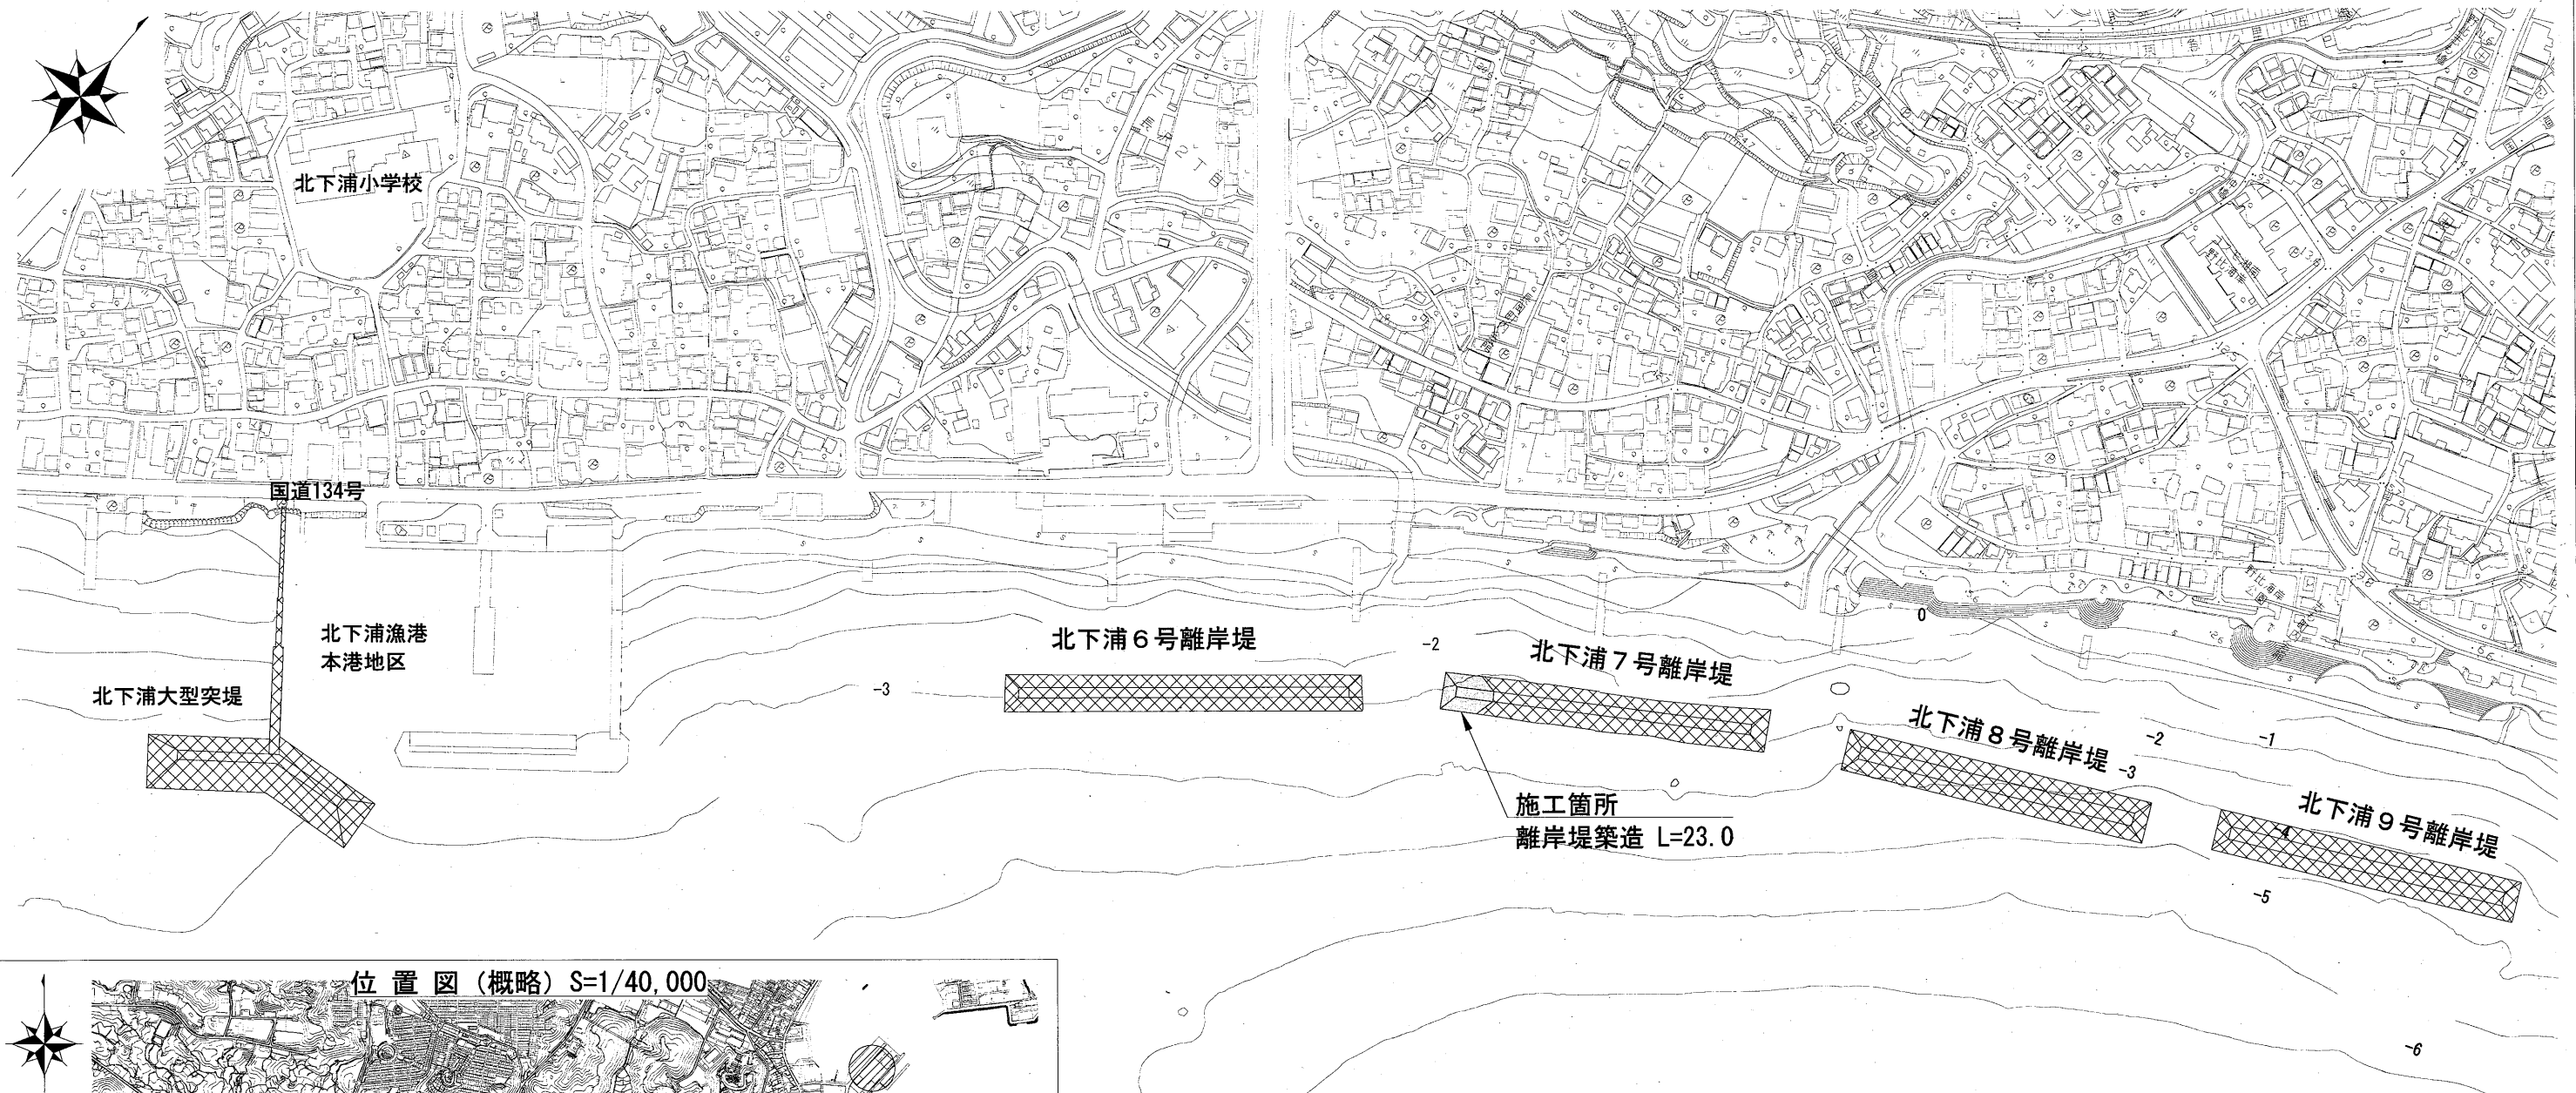 北下浦小学校
国道134号
北下浦漁港
本港地区
北下浦大型突堤
北下浦６号離岸堤
北下浦７号離岸堤
北下浦８号離岸堤
北下浦９号離岸堤
施工箇所
離岸堤築造 L=23.0
0
-2
-3
-2
-1
-3
-4
-5
-6
位 置 図 (概略) S=1/40,000